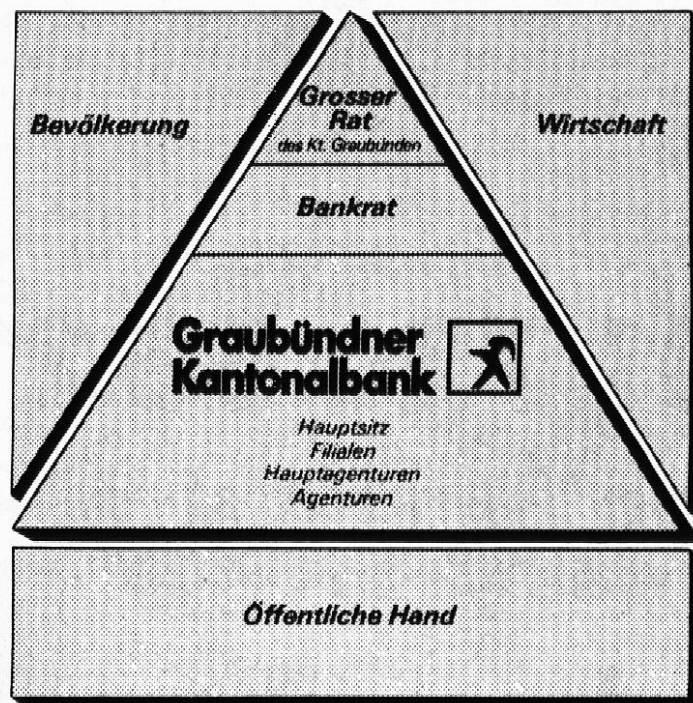 Bevölkerung
Grosser
Rat
des Kt. Graubünden
Wirtschaft
Bankrat
Graubündner
Kantonalbank
Hauptsitz
Filialen
Hauptagenturen
Agenturen
Öffentliche Hand